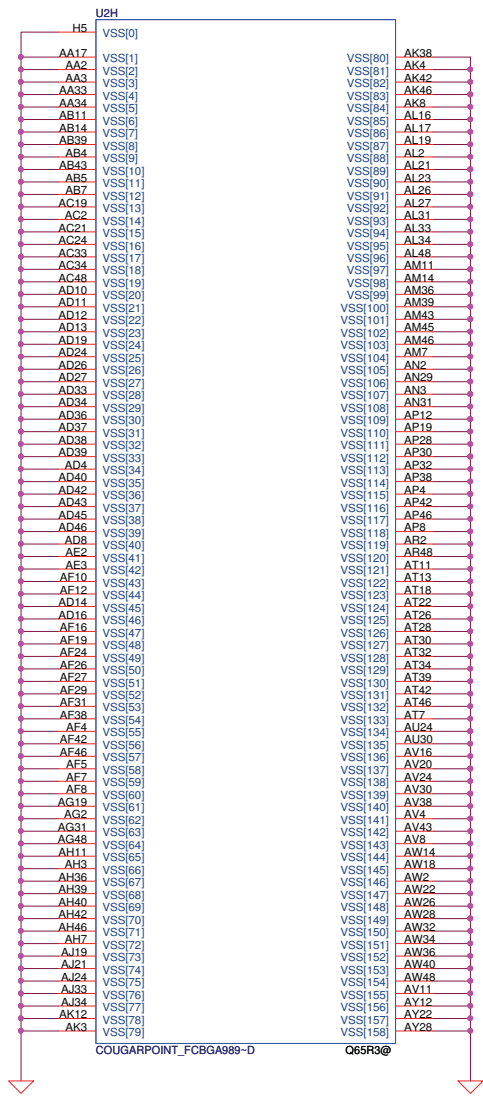 U2H
H5 VSS[0]
AA17 VSS[1]
AA2 VSS[2]
AA3 VSS[3]
AA33 VSS[4]
AA34 VSS[5]
AB11 VSS[6]
AB14 VSS[7]
AB39 VSS[8]
AB4 VSS[9]
AB43 VSS[10]
AB5 VSS[11]
AB7 VSS[12]
AC19 VSS[13]
AC2 VSS[14]
AC21 VSS[15]
AC24 VSS[16]
AC33 VSS[17]
AC34 VSS[18]
AC48 VSS[19]
AD10 VSS[20]
AD11 VSS[21]
AD12 VSS[22]
AD13 VSS[23]
AD19 VSS[24]
AD24 VSS[25]
AD26 VSS[26]
AD27 VSS[27]
AD33 VSS[28]
AD34 VSS[29]
AD36 VSS[30]
AD37 VSS[31]
AD38 VSS[32]
AD39 VSS[33]
AD4 VSS[34]
AD40 VSS[35]
AD42 VSS[36]
AD43 VSS[37]
AD45 VSS[38]
AD46 VSS[39]
AD8 VSS[40]
AE2 VSS[41]
AE3 VSS[42]
AF10 VSS[43]
AF12 VSS[44]
AD14 VSS[45]
AD16 VSS[46]
AF16 VSS[47]
AF19 VSS[48]
AF24 VSS[49]
AF26 VSS[50]
AF27 VSS[51]
AF29 VSS[52]
AF31 VSS[53]
AF38 VSS[54]
AF4 VSS[55]
AF42 VSS[56]
AF46 VSS[57]
AF5 VSS[58]
AF7 VSS[59]
AF8 VSS[60]
AG19 VSS[61]
AG2 VSS[62]
AG31 VSS[63]
AG48 VSS[64]
AH11 VSS[65]
AH3 VSS[66]
AH36 VSS[67]
AH39 VSS[68]
AH40 VSS[69]
AH42 VSS[70]
AH46 VSS[71]
AH7 VSS[72]
AJ19 VSS[73]
AJ21 VSS[74]
AJ24 VSS[75]
AJ33 VSS[76]
AJ34 VSS[77]
AK12 VSS[78]
AK3 VSS[79]
VSS[80] AK38
VSS[81] AK4
VSS[82] AK42
VSS[83] AK46
VSS[84] AK8
VSS[85] AL16
VSS[86] AL17
VSS[87] AL19
VSS[88] AL2
VSS[89] AL21
VSS[90] AL23
VSS[91] AL26
VSS[92] AL27
VSS[93] AL31
VSS[94] AL33
VSS[95] AL34
VSS[96] AL48
VSS[97] AM11
VSS[98] AM14
VSS[99] AM36
VSS[100] AM39
VSS[101] AM43
VSS[102] AM45
VSS[103] AM46
VSS[104] AM7
VSS[105] AN2
VSS[106] AN29
VSS[107] AN3
VSS[108] AN31
VSS[109] AP12
VSS[110] AP19
VSS[111] AP28
VSS[112] AP30
VSS[113] AP32
VSS[114] AP38
VSS[115] AP4
VSS[116] AP42
VSS[117] AP46
VSS[118] AP8
VSS[119] AR2
VSS[120] AR48
VSS[121] AT11
VSS[122] AT13
VSS[123] AT18
VSS[124] AT22
VSS[125] AT26
VSS[126] AT28
VSS[127] AT30
VSS[128] AT32
VSS[129] AT34
VSS[130] AT39
VSS[131] AT42
VSS[132] AT46
VSS[133] AT7
VSS[134] AU24
VSS[135] AU30
VSS[136] AV16
VSS[137] AV20
VSS[138] AV24
VSS[139] AV30
VSS[140] AV38
VSS[141] AV4
VSS[142] AV43
VSS[143] AV8
VSS[144] AW14
VSS[145] AW18
VSS[146] AW2
VSS[147] AW22
VSS[148] AW26
VSS[149] AW28
VSS[150] AW32
VSS[151] AW34
VSS[152] AW36
VSS[153] AW40
VSS[154] AW48
VSS[155] AV11
VSS[156] AY12
VSS[157] AY22
VSS[158] AY28
COUGARPOINT_FCBGA989~D Q65R3@